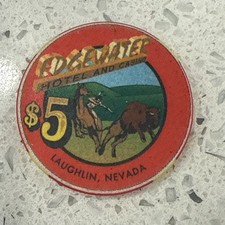 EDGEWATER
HOTEL AND CASINO
$5
LAUGHLIN, NEVADA